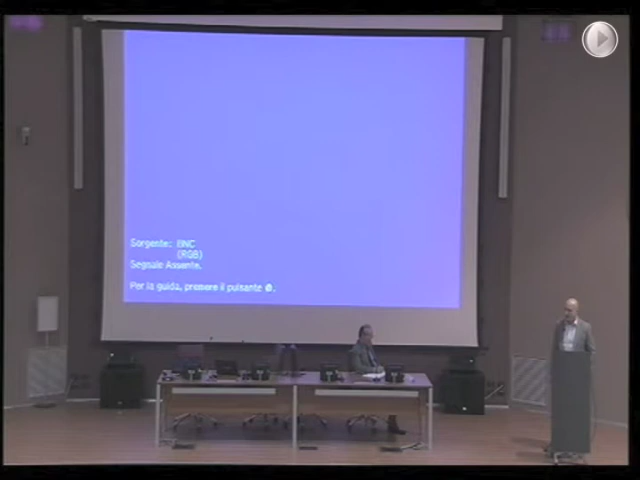 Sorgente: BNC
(RGB)
Segnale Assente.
Per la guida, premere il pulsante